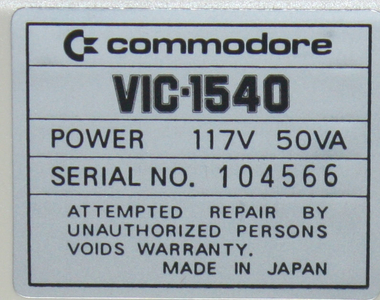 commodore
VIC-1540
POWER 117V 50VA
SERIAL NO. 104566
ATTEMPTED REPAIR BY
UNAUTHORIZED PERSONS
VOIDS WARRANTY.
MADE IN JAPAN